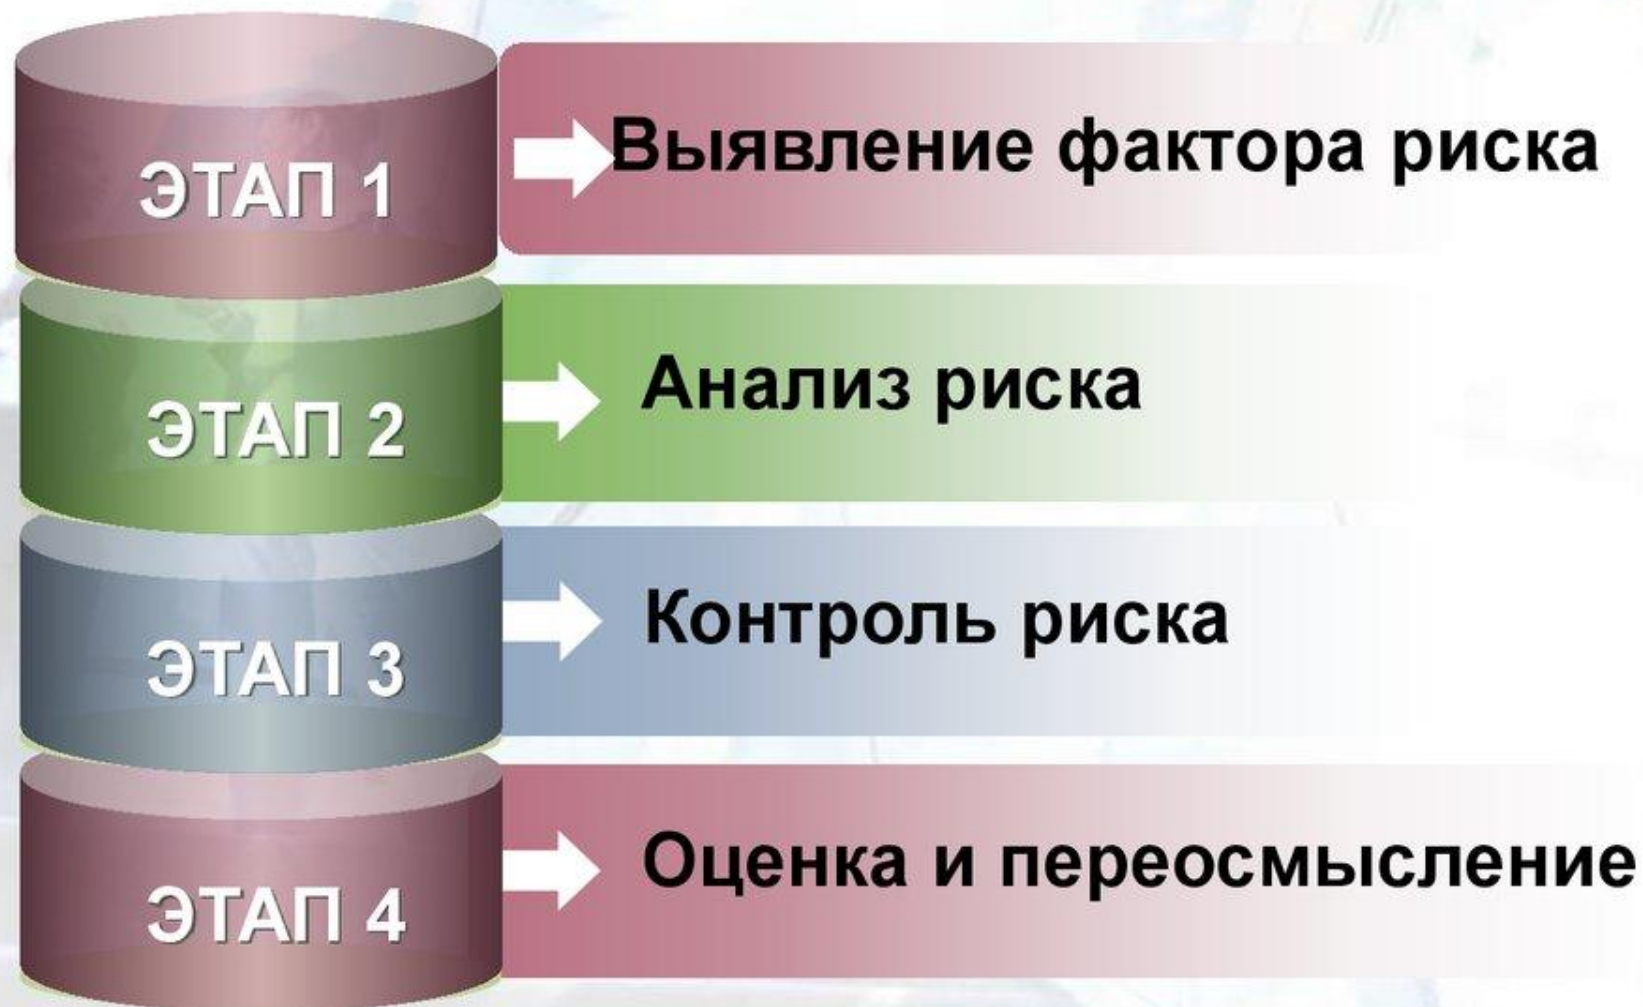 ЭТАП 1
Выявление фактора риска
ЭТАП 2
Анализ риска
ЭТАП 3
Контроль риска
ЭТАП 4
Оценка и переосмысление